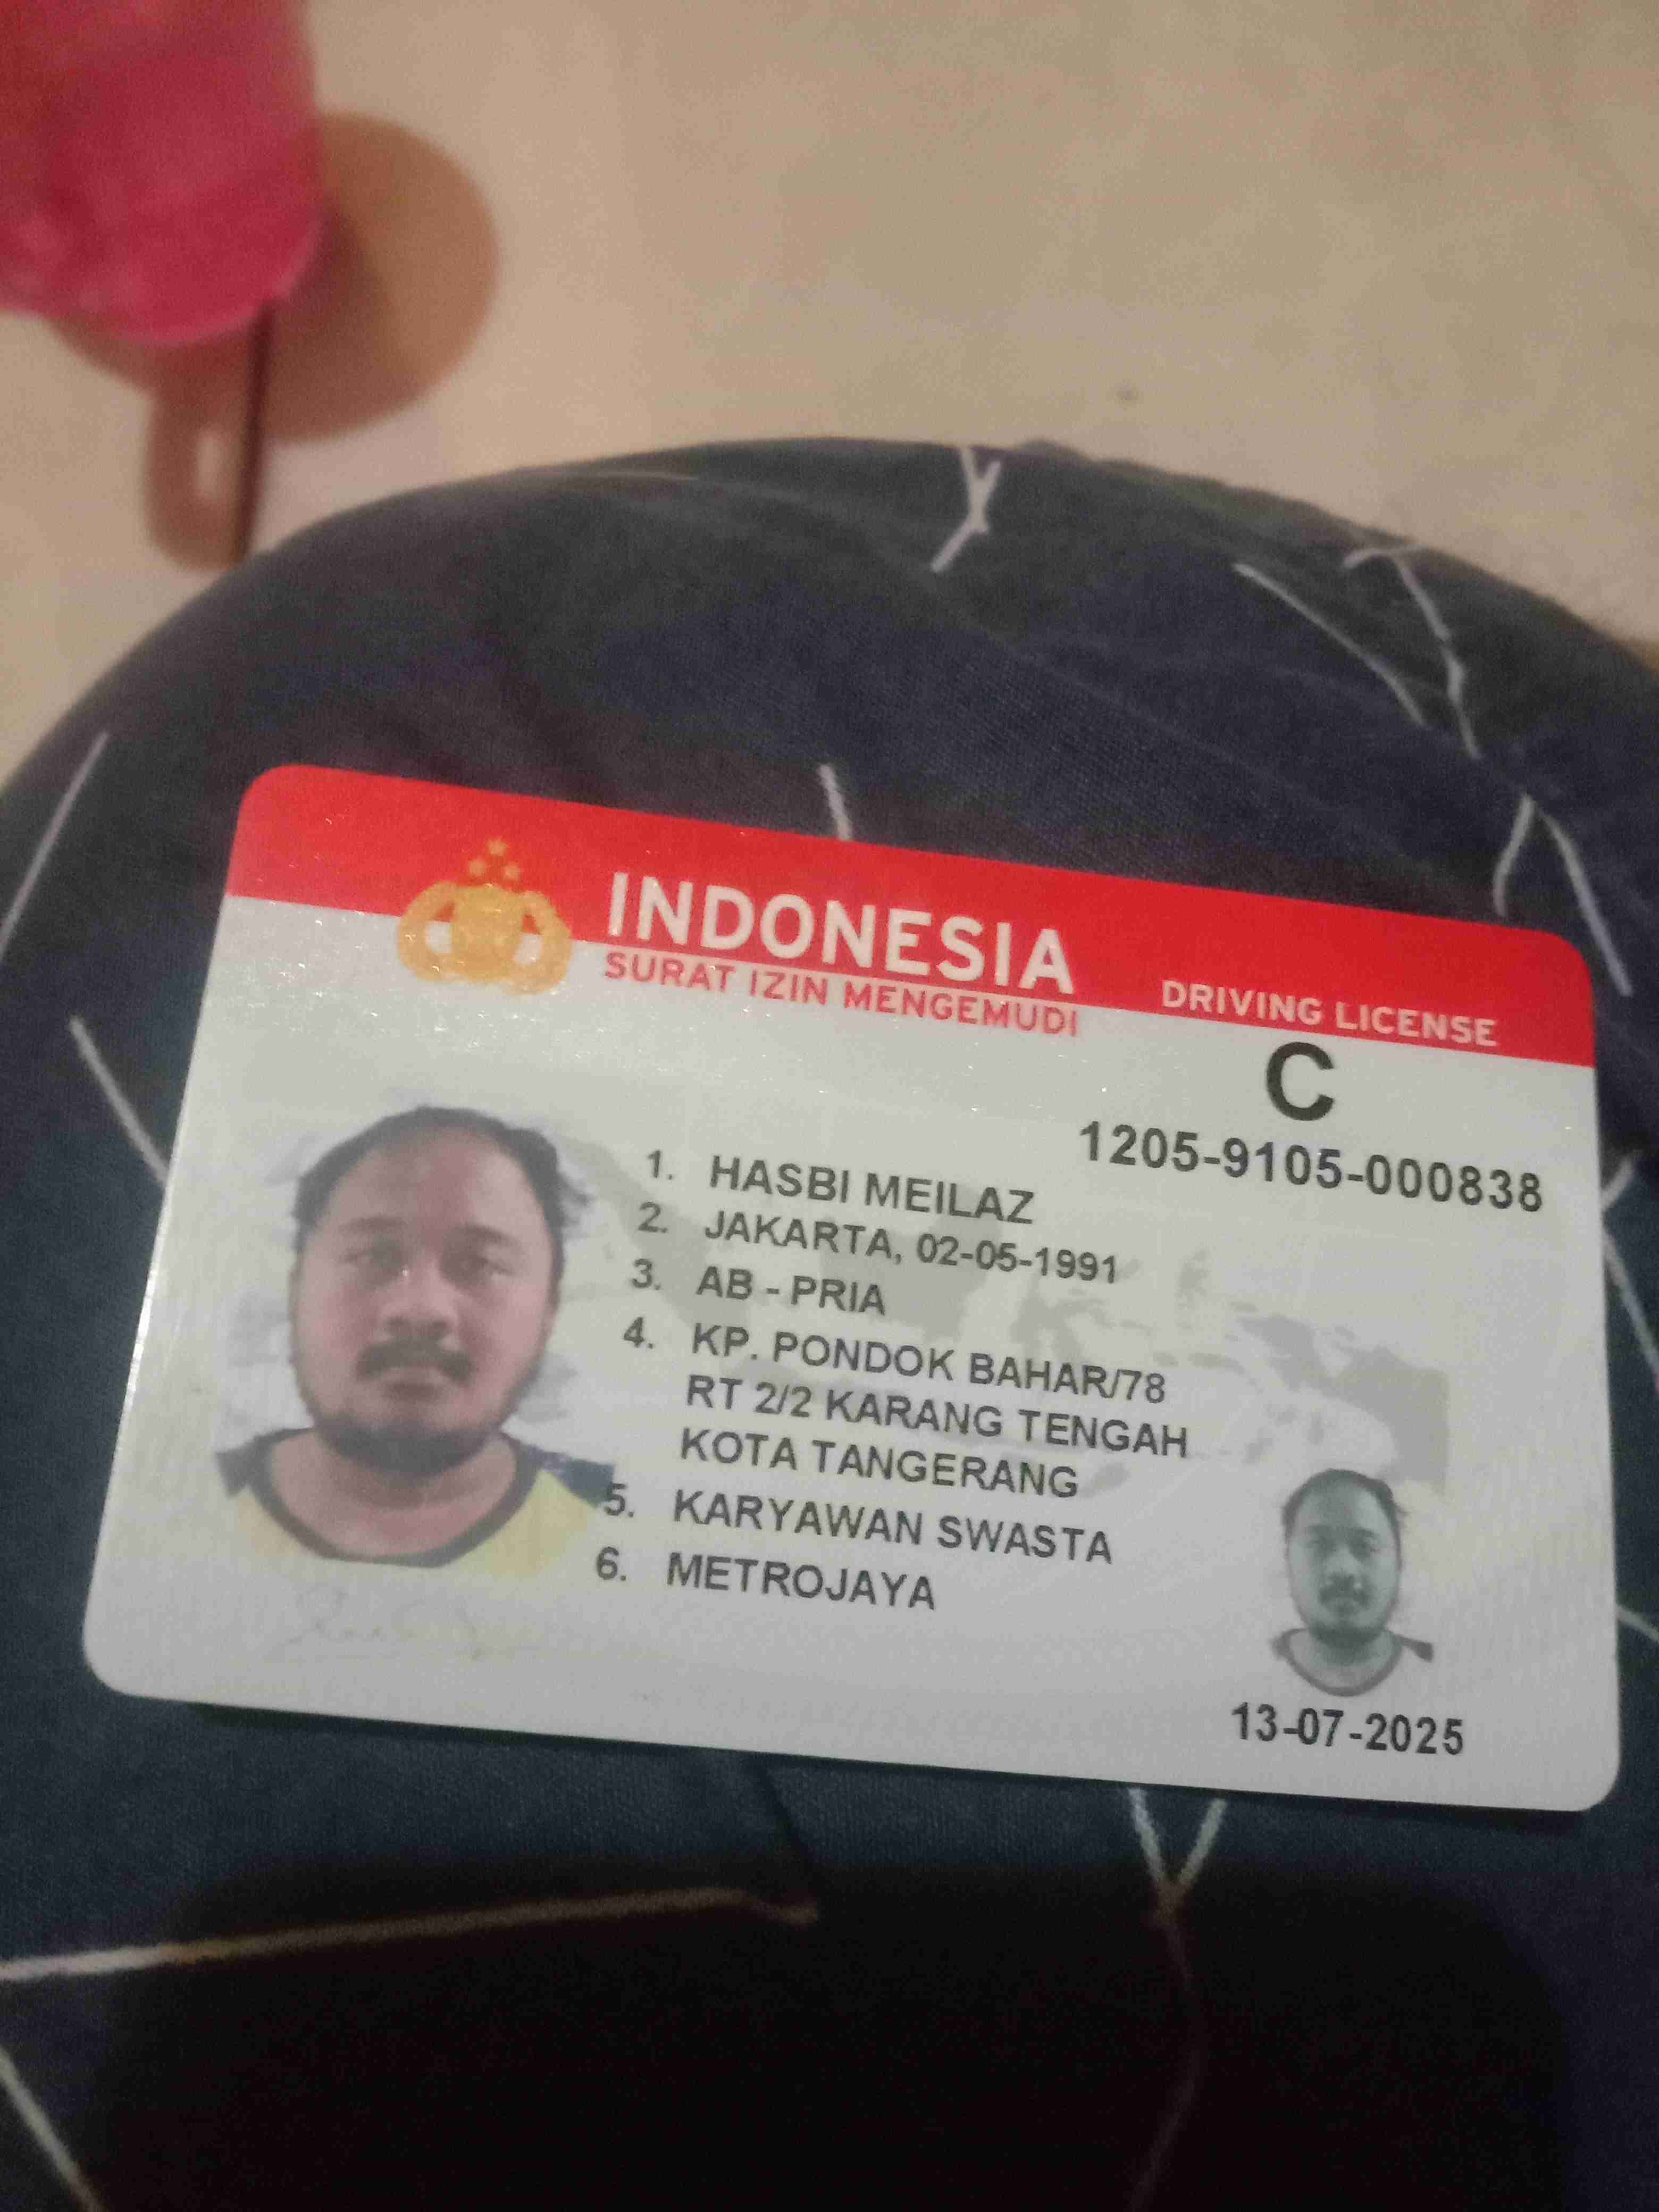 INDONESIA
SURAT IZIN MENGEMUDI
DRIVING LICENSE
C
1205-9105-000838
1. HASBI MEILAZ
2. JAKARTA, 02-05-1991
3. AB - PRIA
4. KP. PONDOK BAHAR/78
RT 2/2 KARANG TENGAH
KOTA TANGERANG
5. KARYAWAN SWASTA
6. METROJAYA
13-07-2025